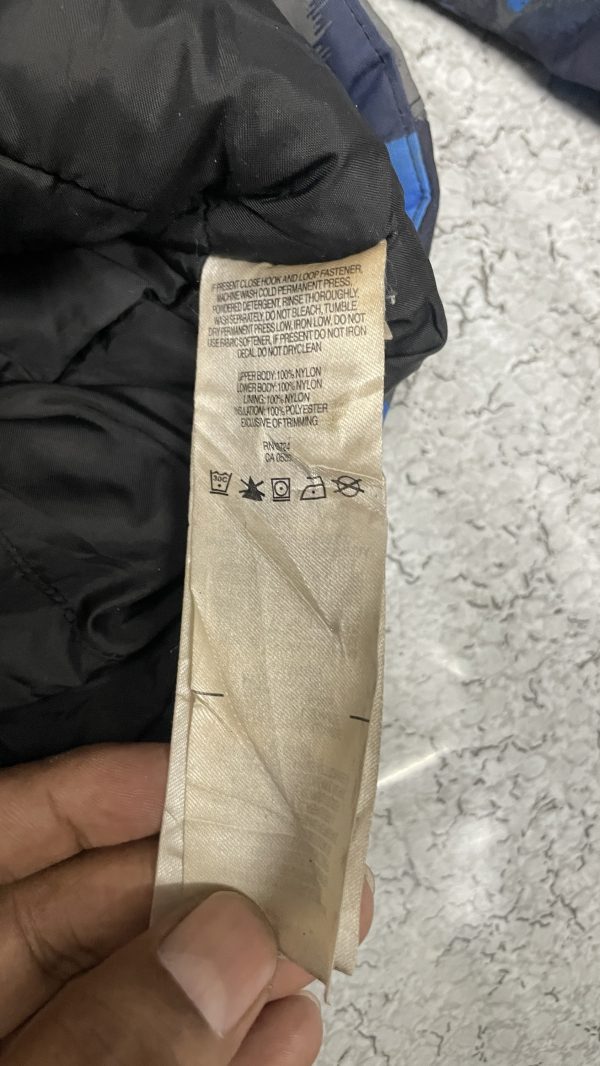 IF PRESENT CLOSE HOOK AND LOOP FASTENER,
MACHINE WASH COLD PERMANENT PRESS,
POWDERED DETERGENT, RINSE THOROUGHLY,
WASH SEPARATELY, DO NOT BLEACH, TUMBLE
DRY PERMANENT PRESS LOW, IRON LOW, DO NOT
USE FABRIC SOFTENER, IF PRESENT DO NOT IRON
DECAL, DO NOT DRYCLEAN
UPPER BODY: 100% NYLON
LOWER BODY: 100% NYLON
LINING: 100% NYLON
INSULATION: 100% POLYESTER
EXCLUSIVE OF TRIMMING
CA
30C